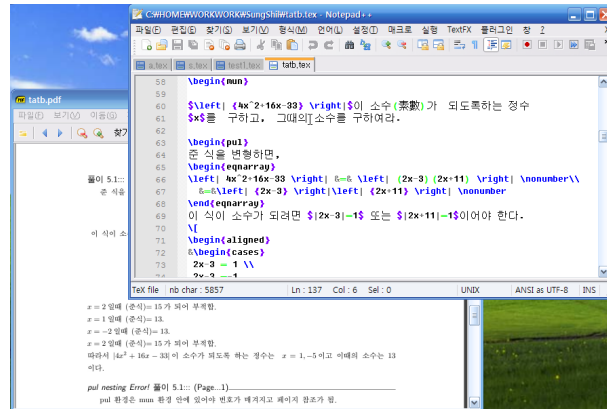 C:₩HOME₩WORKWORK₩SungShil₩tatb.tex - Notepad++
파일(F) 편집(E) 찾기(S) 보기(V) 형식(M) 언어(L) 설정(T) 매크로 실행 TextFX 플러그인 창 ?
a.tex s.tex test1.tex tatb.tex
58 \begin{mun}
59
60 $\left| {4x^2+16x-33} \right|$이 소수(素數)가 되도록하는 정수
61 $x$를 구하고, 그때의 소수를 구하여라.
62
63 \begin{pul}
64 준 식을 변형하면,
65 \begin{eqnarray}
66 \left| 4x^2+16x-33 \right| &=& \left| (2x-3)(2x+11) \right| \nonumber\\
67 &=&\left| {2x-3} \right|\left| {2x+11} \right| \nonumber
68 \end{eqnarray}
69 이 식이 소수가 되려면 $|2x-3|=1$ 또는 $|2x+11|=1$이어야 한다.
70 \[
71 \begin{aligned}
72 &\begin{cases}
73 2x-3 = 1 \\
TeX file nb char : 5857 Ln : 137 Col : 6 Sel : 0 UNIX ANSI as UTF-8 INS
tatb.pdf
파일(F) 보기(V) 이동(G)
찾기
풀이 5.1:::
준 식을
이 식이 소
x = 2 일때 (준식)= 15 가 되어 부적합.
x = 1 일때 (준식)= 13.
x = −2 일때 (준식)= 13.
x = 2 일때 (준식)= 15 가 되어 부적합.
따라서 |4x² + 16x − 33| 이 소수가 되도록 하는 정수는 x = 1, −5 이고 이때의 소수는 13
이다.
pul nesting Error! 풀이 5.1::: (Page...1)
pul 환경은 mun 환경 안에 있어야 번호가 매겨지고 페이지 참조가 됨.